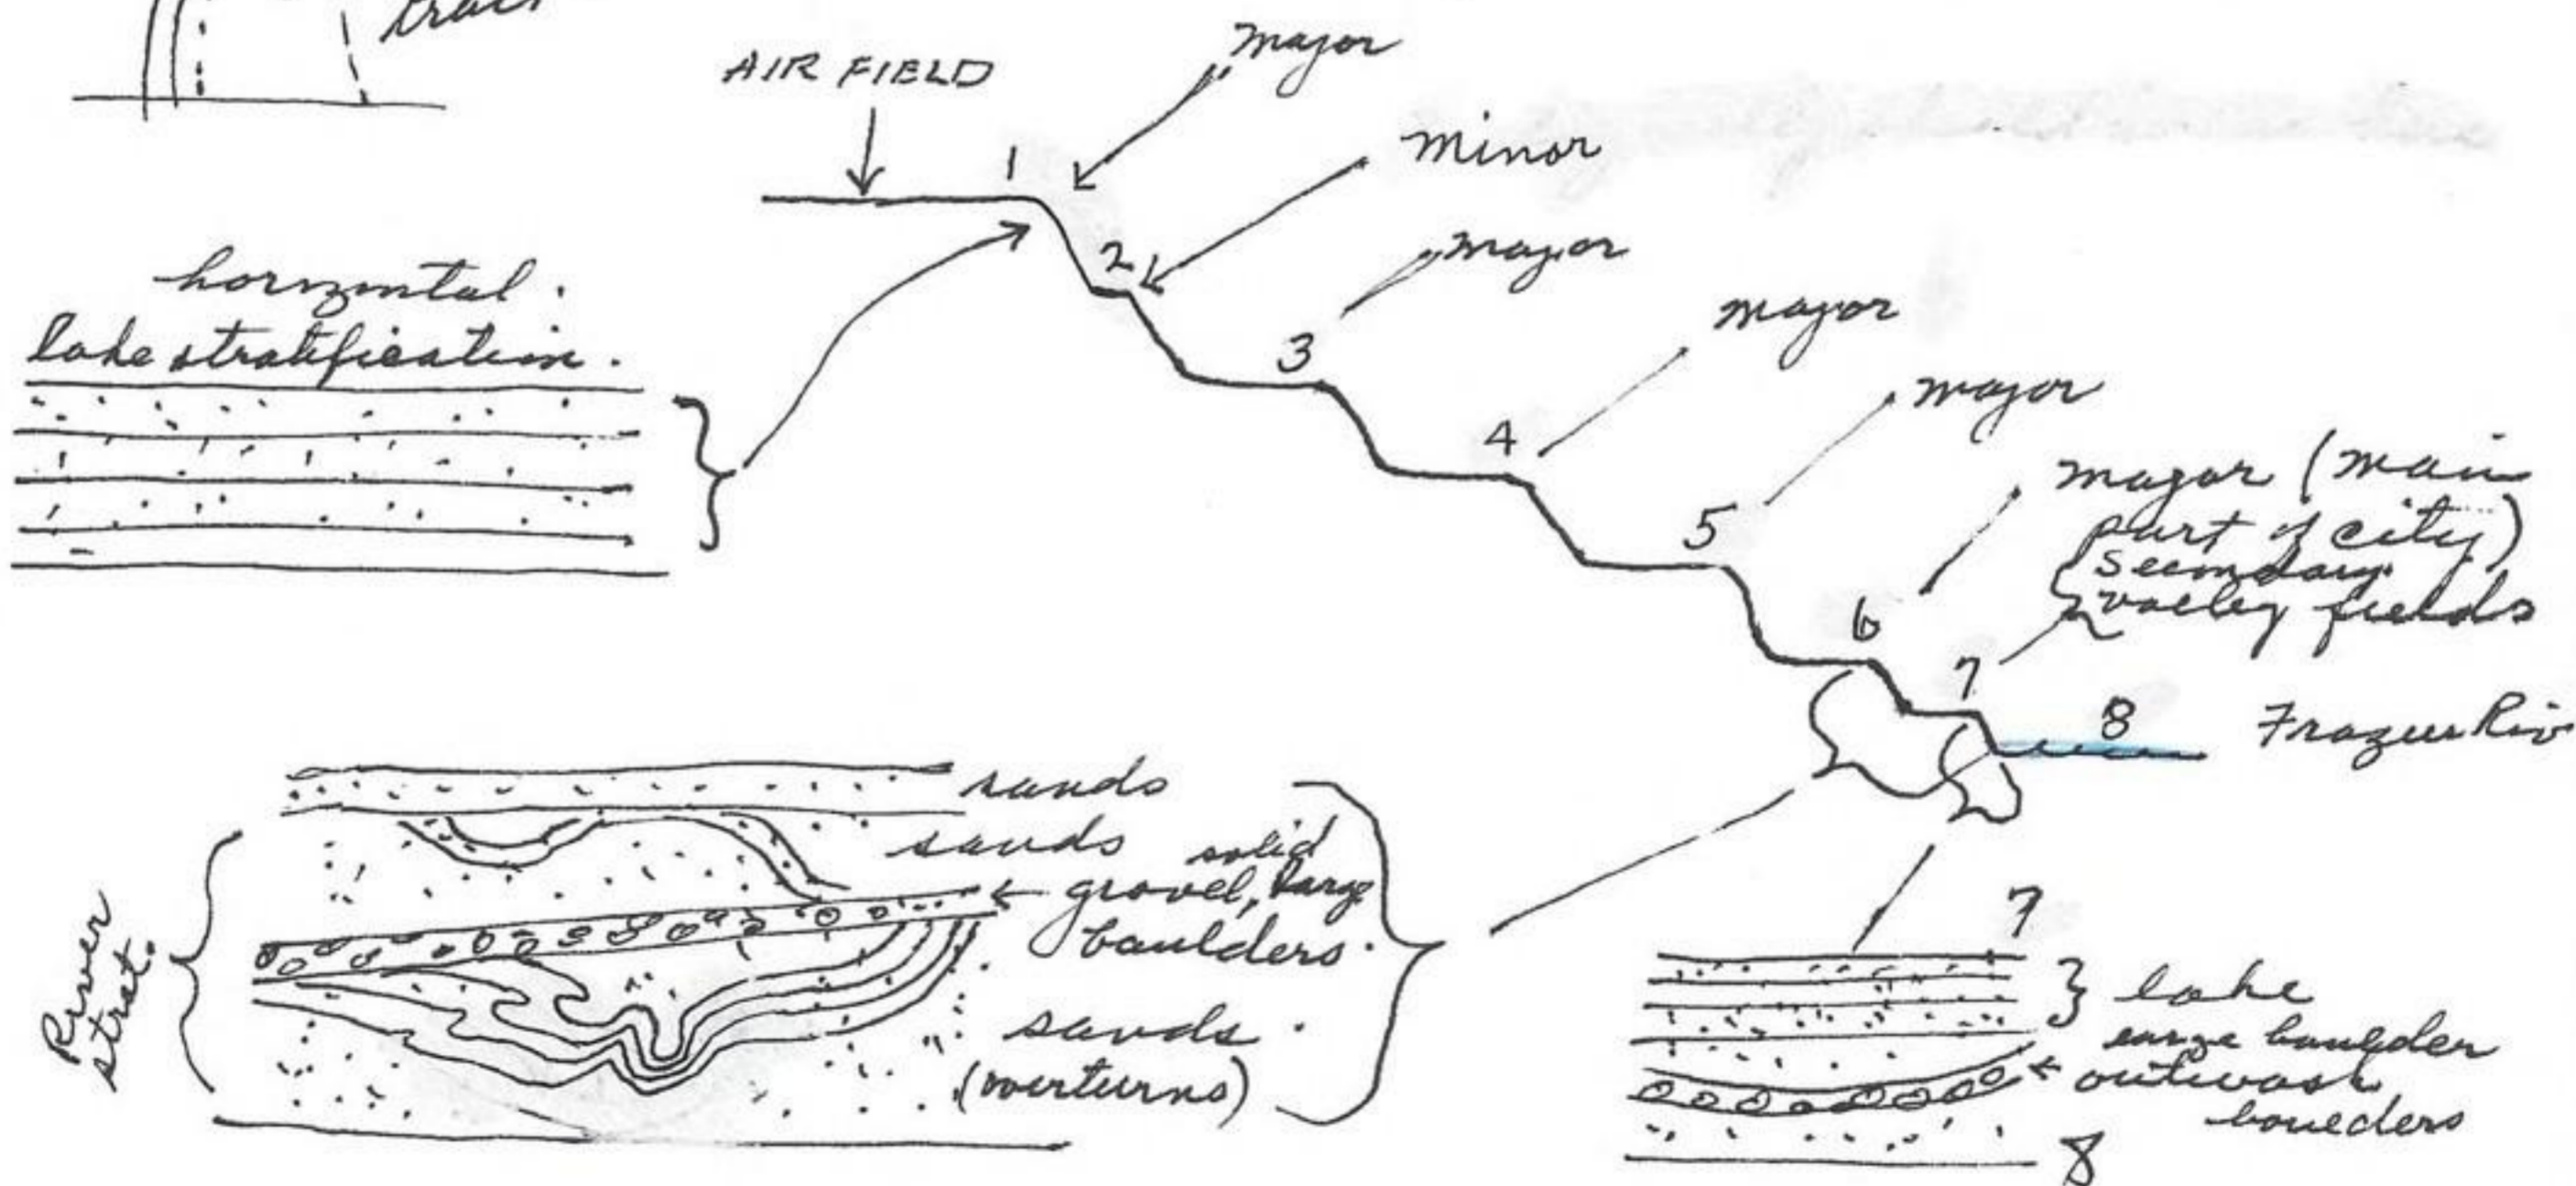 AIR FIELD
major
1
minor
2
major
3
major
4
major
5
major (main
part of city)
secondary
valley fields
6
7
8
horizontal.
lake stratification.
sands
sands
solid
gravel, large
boulders.
sands
(overturns)
River
strat.
7
lake
large boulder
outwash
boulders
8